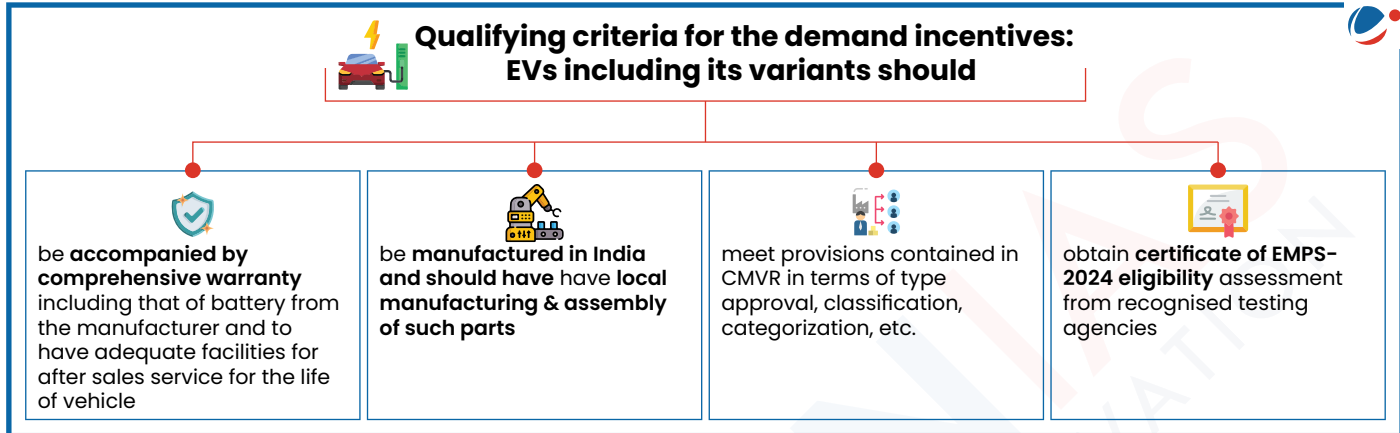 Qualifying criteria for the demand incentives:
EVs including its variants should
be accompanied by
comprehensive warranty
including that of battery from
the manufacturer and to
have adequate facilities for
after sales service for the life
of vehicle
be manufactured in India
and should have have local
manufacturing & assembly
of such parts
meet provisions contained in
CMVR in terms of type
approval, classification,
categorization, etc.
obtain certificate of EMPS-
2024 eligibility assessment
from recognised testing
agencies